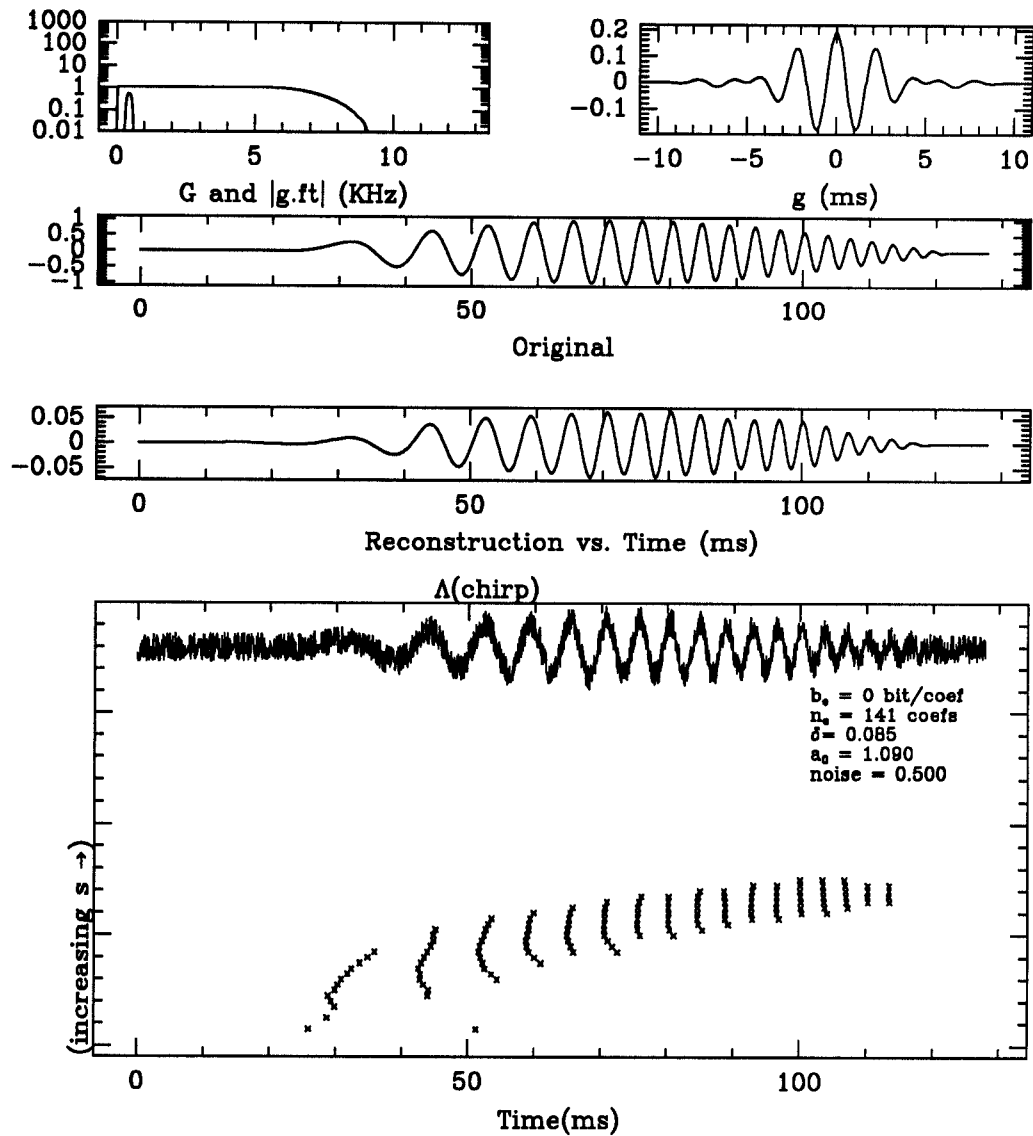 1000
100
10
1
0.1
0.01
0 5 10
G and |g.ft| (KHz)
0.2
0.1
0
−0.1
−10 −5 0 5 10
g (ms)
1
0.5
0
−0.5
−1
0 50 100
Original
0.05
0
−0.05
0 50 100
Reconstruction vs. Time (ms)
Λ(chirp)
b_e = 0 bit/coef
n_e = 141 coefs
δ= 0.085
a_0 = 1.090
noise = 0.500
(increasing s →)
0 50 100
Time(ms)